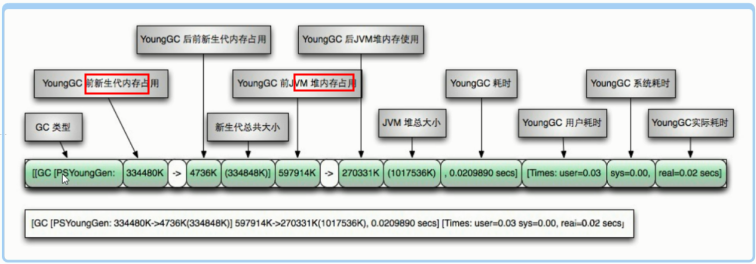 YoungGC 后前新生代内存占用
YoungGC 后JVM堆内存使用
YoungGC 前新生代内存占用
YoungGC 前JVM 堆内存占用
YoungGC 耗时
YoungGC 系统耗时
GC 类型
新生代总共大小
JVM 堆总大小
YoungGC 用户耗时
YoungGC实际耗时
[[GC [PSYoungGen: 334480K -> 4736K (334848K)] 597914K -> 270331K (1017536K) , 0.0209890 secs] [Times: user=0.03 sys=0.00, real=0.02 secs]
[GC [PSYoungGen: 334480K->4736K(334848K)] 597914K->270331K(1017536K), 0.0209890 secs] [Times: user=0.03 sys=0.00, real=0.02 secs]